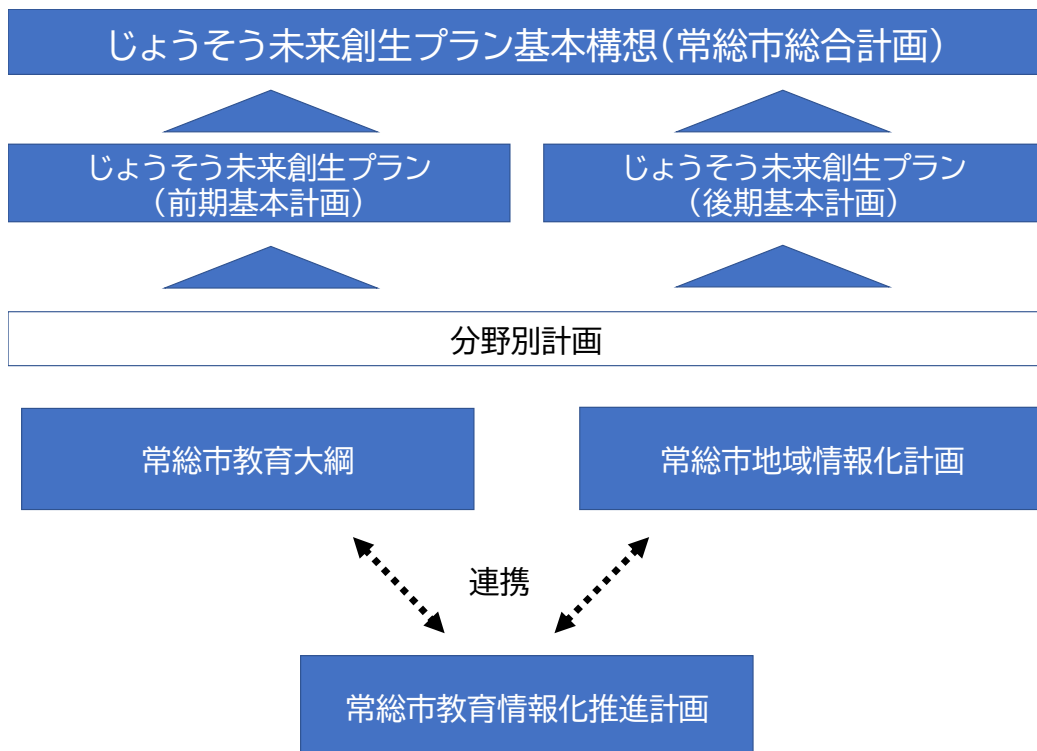 じょうそう未来創生プラン基本構想(常総市総合計画)
じょうそう未来創生プラン
(前期基本計画)
じょうそう未来創生プラン
(後期基本計画)
分野別計画
常総市教育大綱
常総市地域情報化計画
連携
常総市教育情報化推進計画